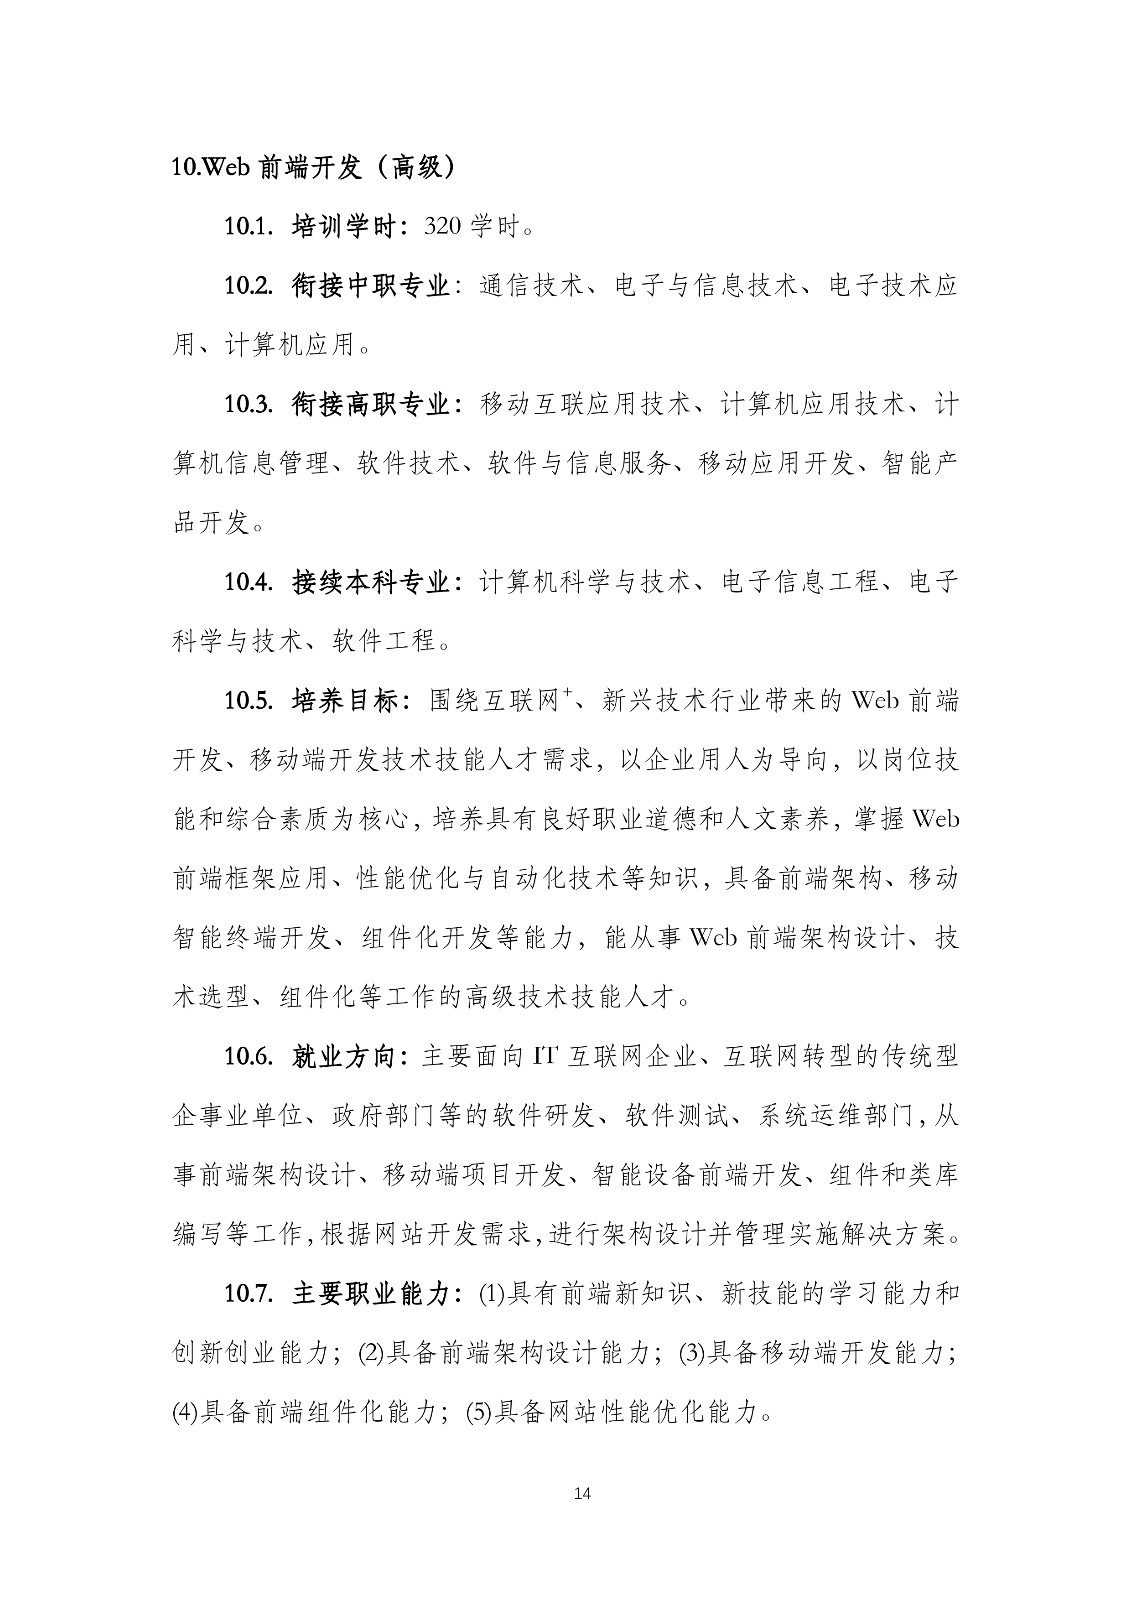 10.Web 前端开发（高级）
10.1. 培训学时：320 学时。
10.2. 衔接中职专业：通信技术、电子与信息技术、电子技术应
用、计算机应用。
10.3. 衔接高职专业：移动互联应用技术、计算机应用技术、计
算机信息管理、软件技术、软件与信息服务、移动应用开发、智能产
品开发。
10.4. 接续本科专业：计算机科学与技术、电子信息工程、电子
科学与技术、软件工程。
10.5. 培养目标：围绕互联网⁺、新兴技术行业带来的 Web 前端
开发、移动端开发技术技能人才需求，以企业用人为导向，以岗位技
能和综合素质为核心，培养具有良好职业道德和人文素养，掌握 Web
前端框架应用、性能优化与自动化技术等知识，具备前端架构、移动
智能终端开发、组件化开发等能力，能从事 Web 前端架构设计、技
术选型、组件化等工作的高级技术技能人才。
10.6. 就业方向：主要面向 IT 互联网企业、互联网转型的传统型
企事业单位、政府部门等的软件研发、软件测试、系统运维部门，从
事前端架构设计、移动端项目开发、智能设备前端开发、组件和类库
编写等工作，根据网站开发需求，进行架构设计并管理实施解决方案。
10.7. 主要职业能力：(1)具有前端新知识、新技能的学习能力和
创新创业能力；(2)具备前端架构设计能力；(3)具备移动端开发能力；
(4)具备前端组件化能力；(5)具备网站性能优化能力。
14